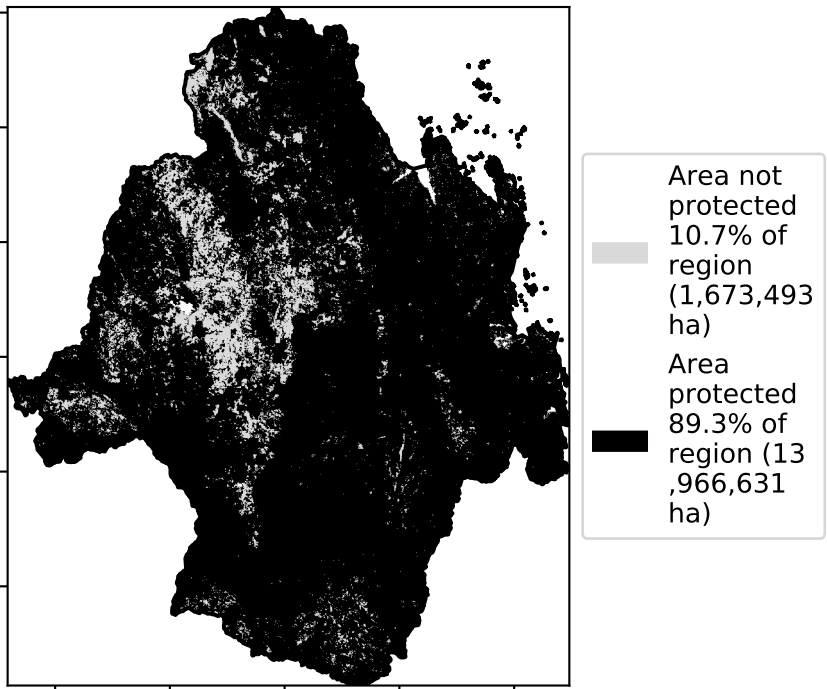 Area not
protected
10.7% of
region
(1,673,493
ha)
Area
protected
89.3% of
region (13
,966,631
ha)